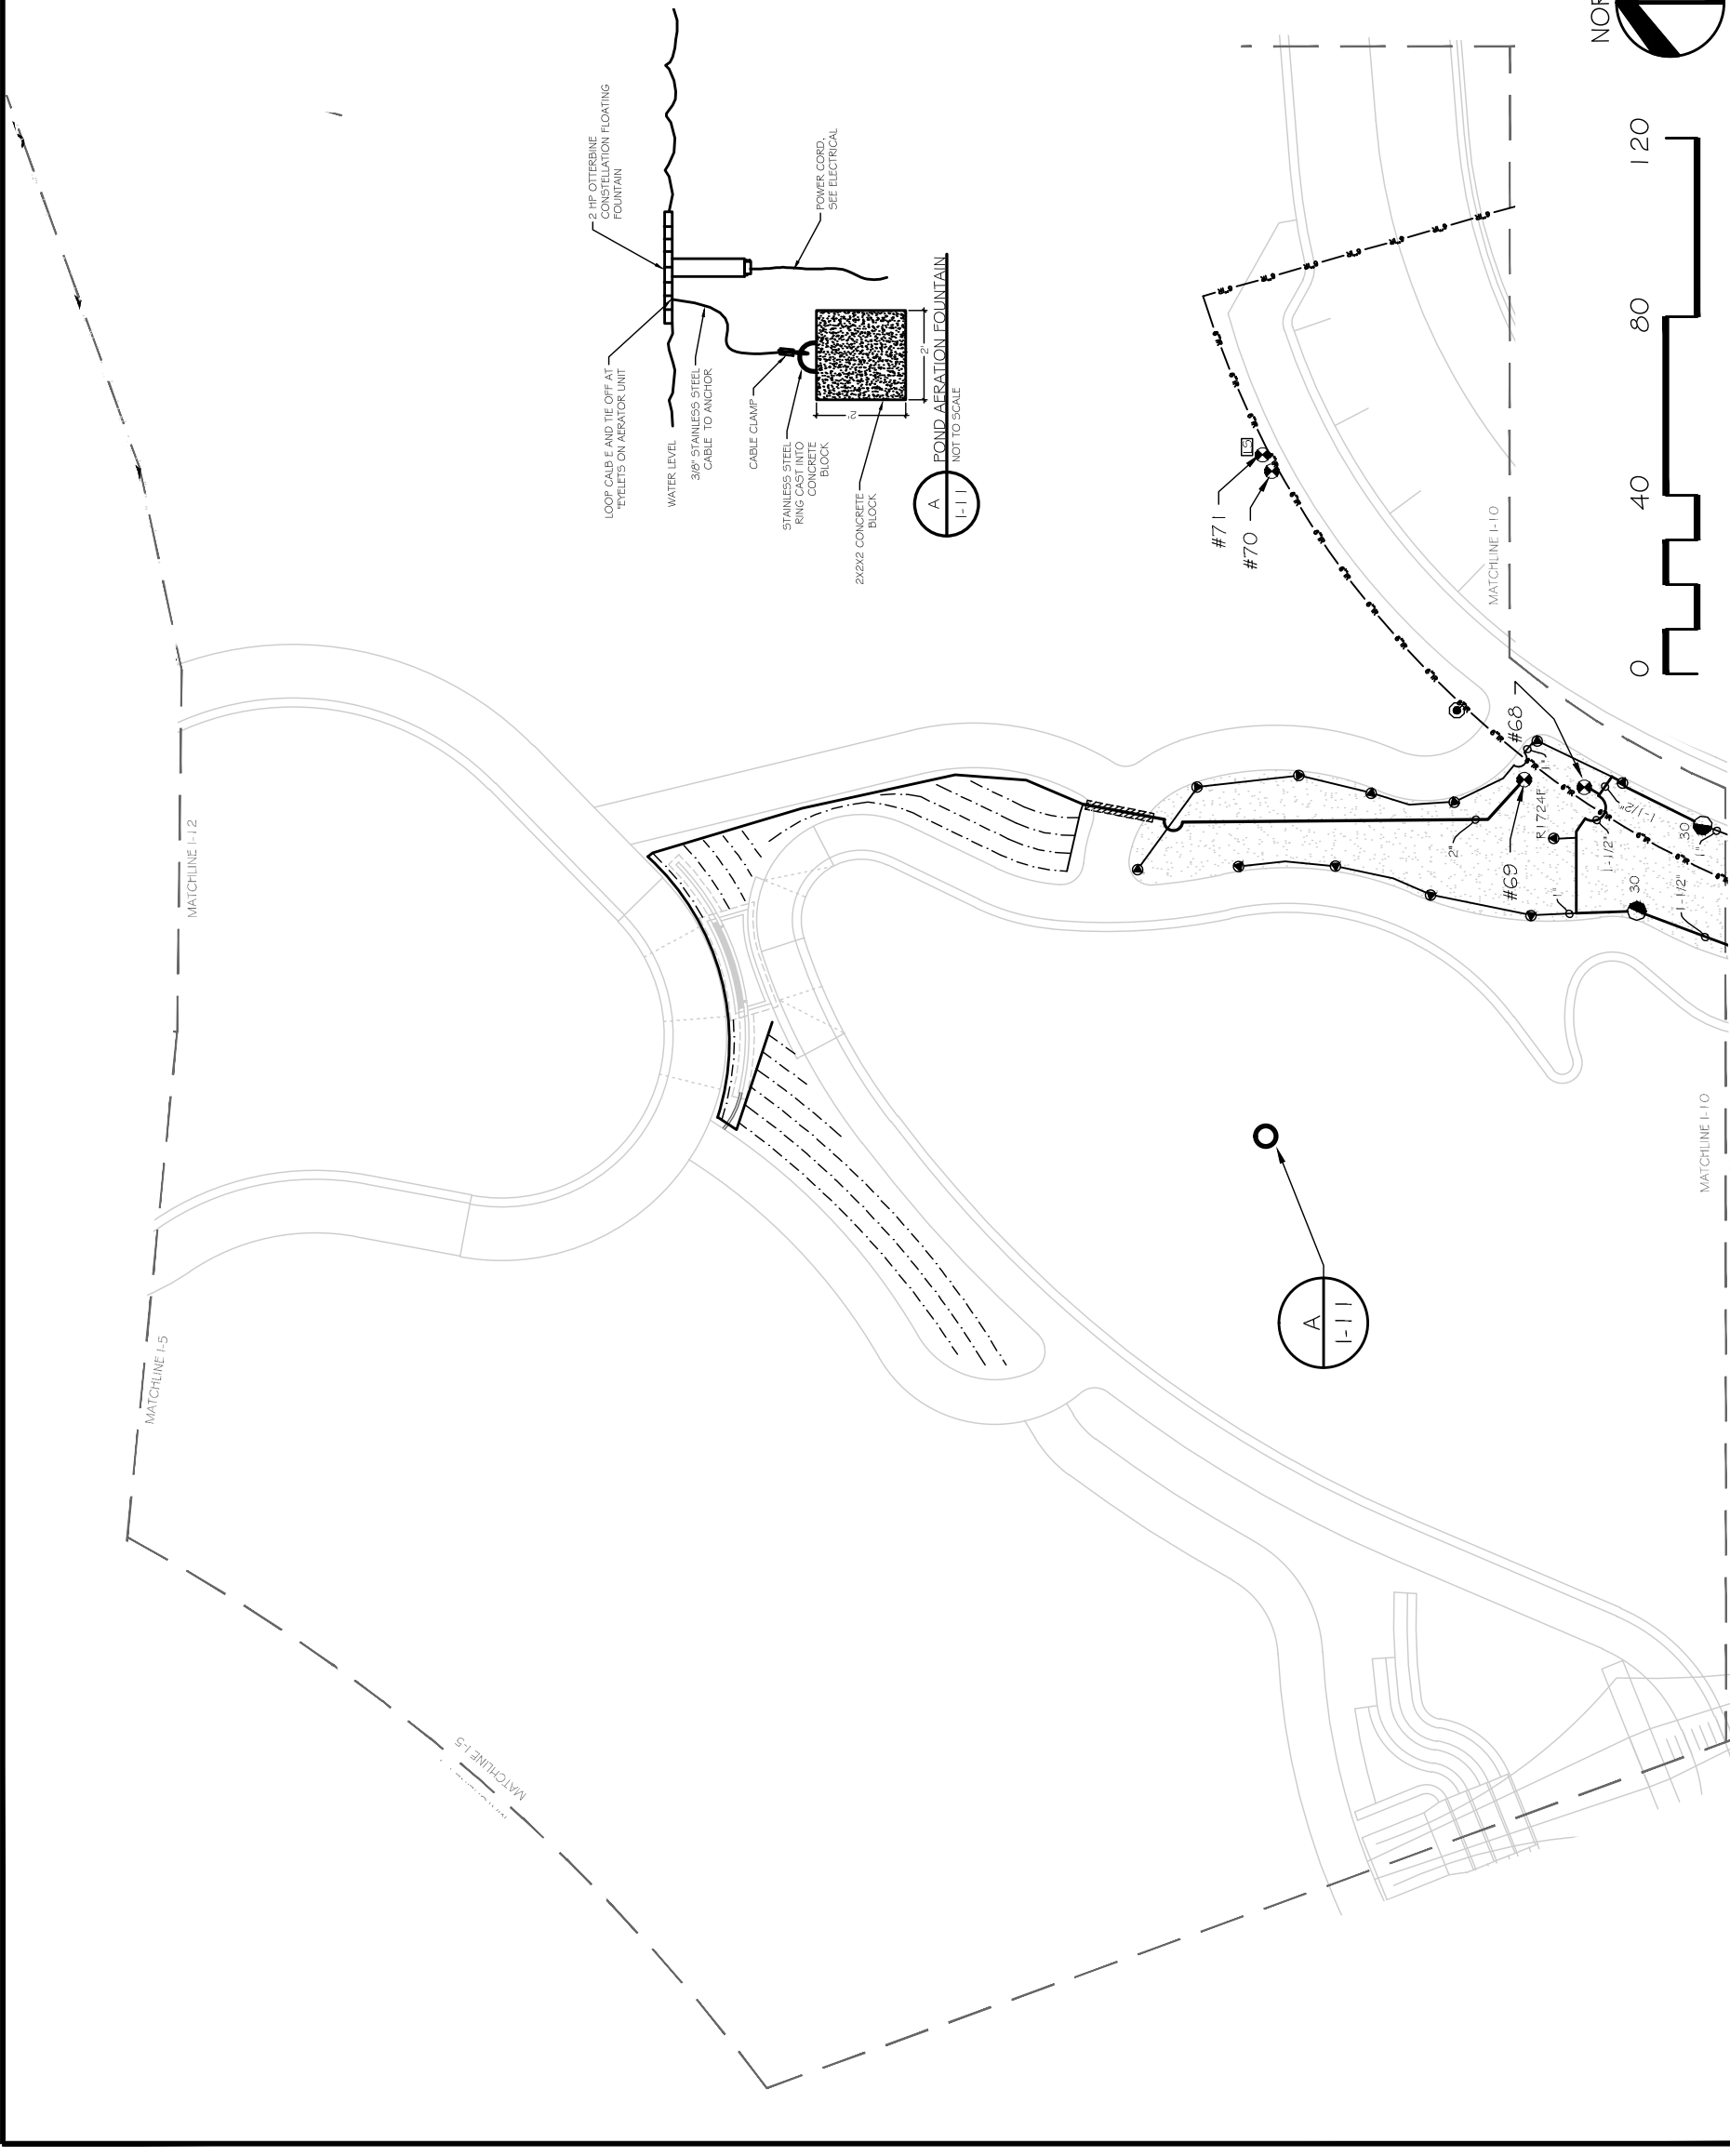 2 HP OTTERBINE
CONSTELLATION FLOATING
FOUNTAIN
LOOP CALB E AND TIE OFF AT
"EYELETS ON AERATOR UNIT
WATER LEVEL
3/8" STAINLESS STEEL
CABLE TO ANCHOR
CABLE CLAMP
STAINLESS STEEL
RING CAST INTO
CONCRETE
BLOCK
2X2X2 CONCRETE
BLOCK
POWER CORD,
SEE ELECTRICAL
2'
2'
A
I-11
POND AERATION FOUNTAIN
NOT TO SCALE
MATCHLINE I-12
MATCHLINE I-5
MATCHLINE I-5
MATCHLINE I-10
MATCHLINE I-10
#71
#70
LS
#68
#69
R1724F
2"
1"
1"
1-1/2"
1-1/2"
1-1/2"
1"
30
30
A
I-11
0
40
80
120
NOR